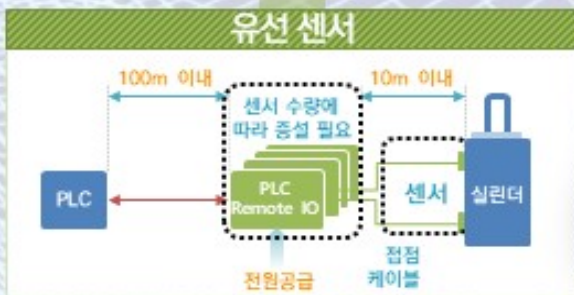 유선 센서
100m 이내
10m 이내
센서 수량에
따라 증설 필요
PLC
PLC
Remote IO
센서
실린더
접점
케이블
전원공급